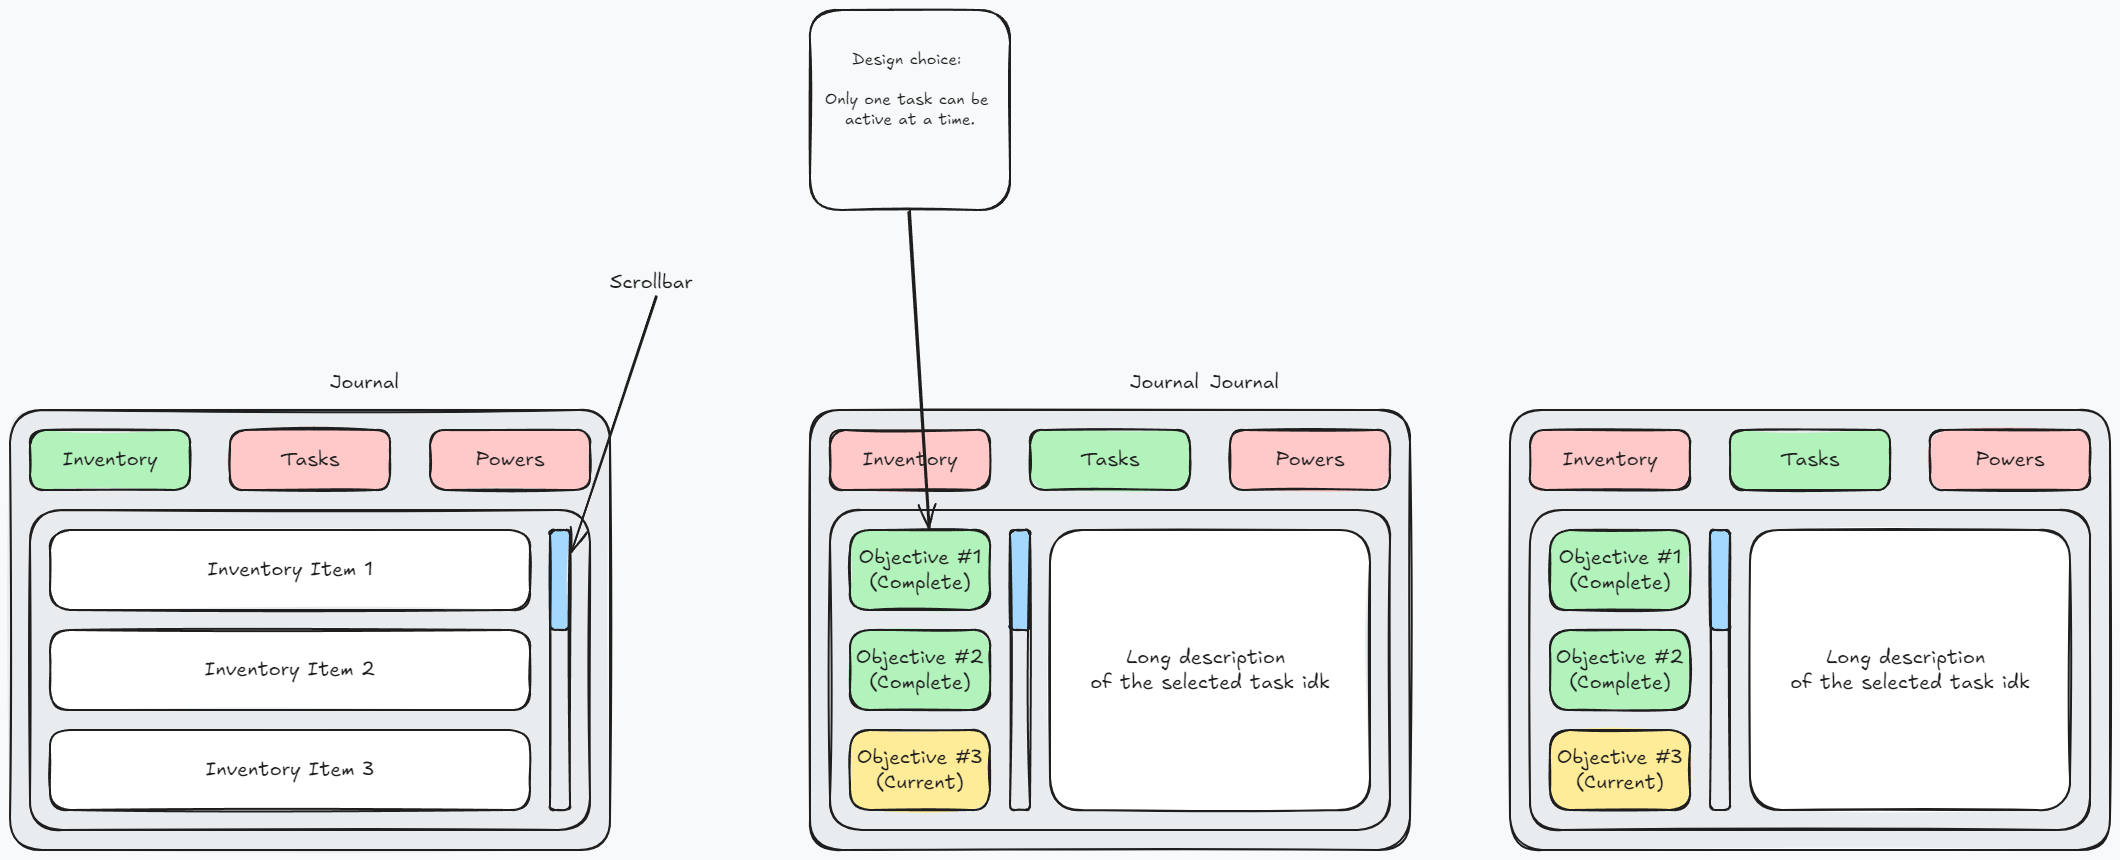 Design choice:
Only one task can be
active at a time.
Scrollbar
Journal
Inventory
Tasks
Powers
Inventory Item 1
Inventory Item 2
Inventory Item 3
Journal Journal
Inventory
Tasks
Powers
Objective #1
(Complete)
Objective #2
(Complete)
Objective #3
(Current)
Long description
of the selected task idk
Inventory
Tasks
Powers
Objective #1
(Complete)
Objective #2
(Complete)
Objective #3
(Current)
Long description
of the selected task idk